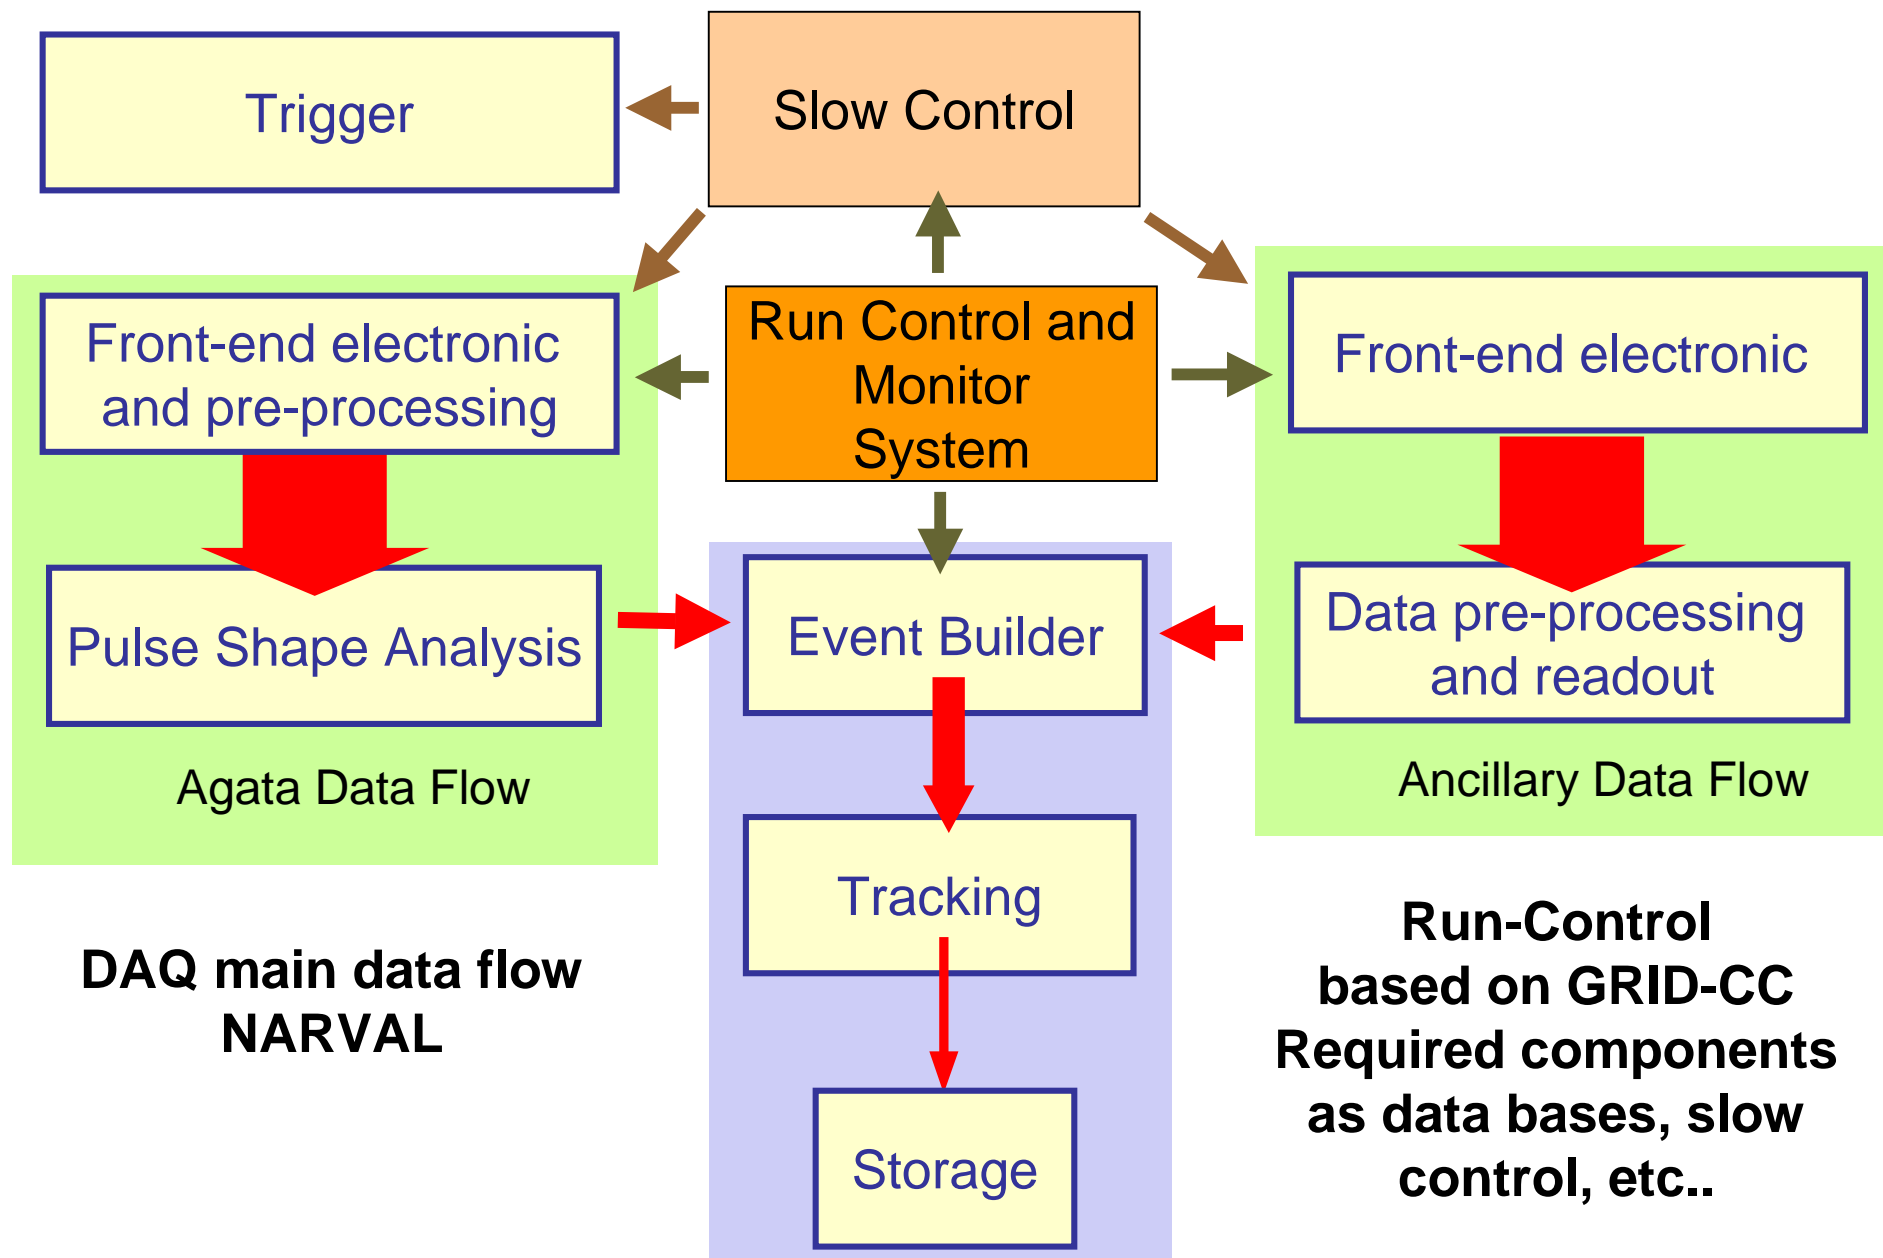 Trigger
Slow Control
Front-end electronic
and pre-processing
Run Control and
Monitor
System
Front-end electronic
Pulse Shape Analysis
Event Builder
Data pre-processing
and readout
Agata Data Flow
Ancillary Data Flow
Tracking
DAQ main data flow
NARVAL
Run-Control
based on GRID-CC
Required components
as data bases, slow
control, etc..
Storage